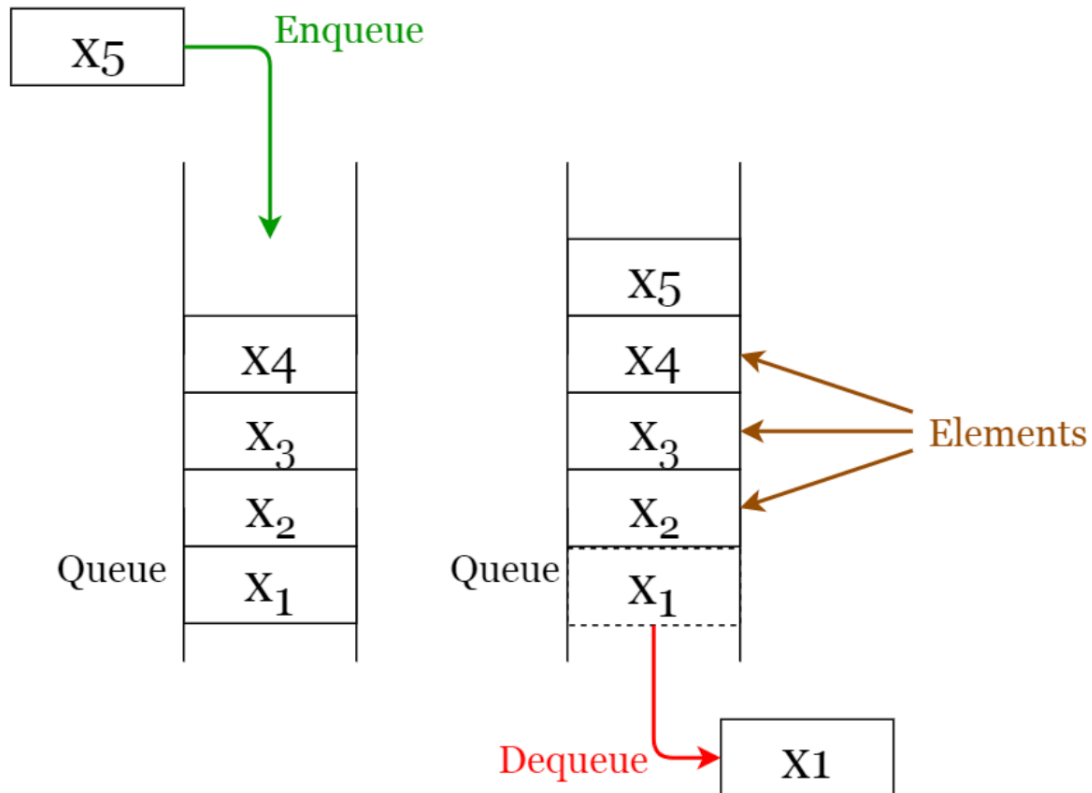 X5
Enqueue
X4
X3
X2
Queue
X1
X5
X4
X3
Elements
X2
Queue
X1
Dequeue
X1